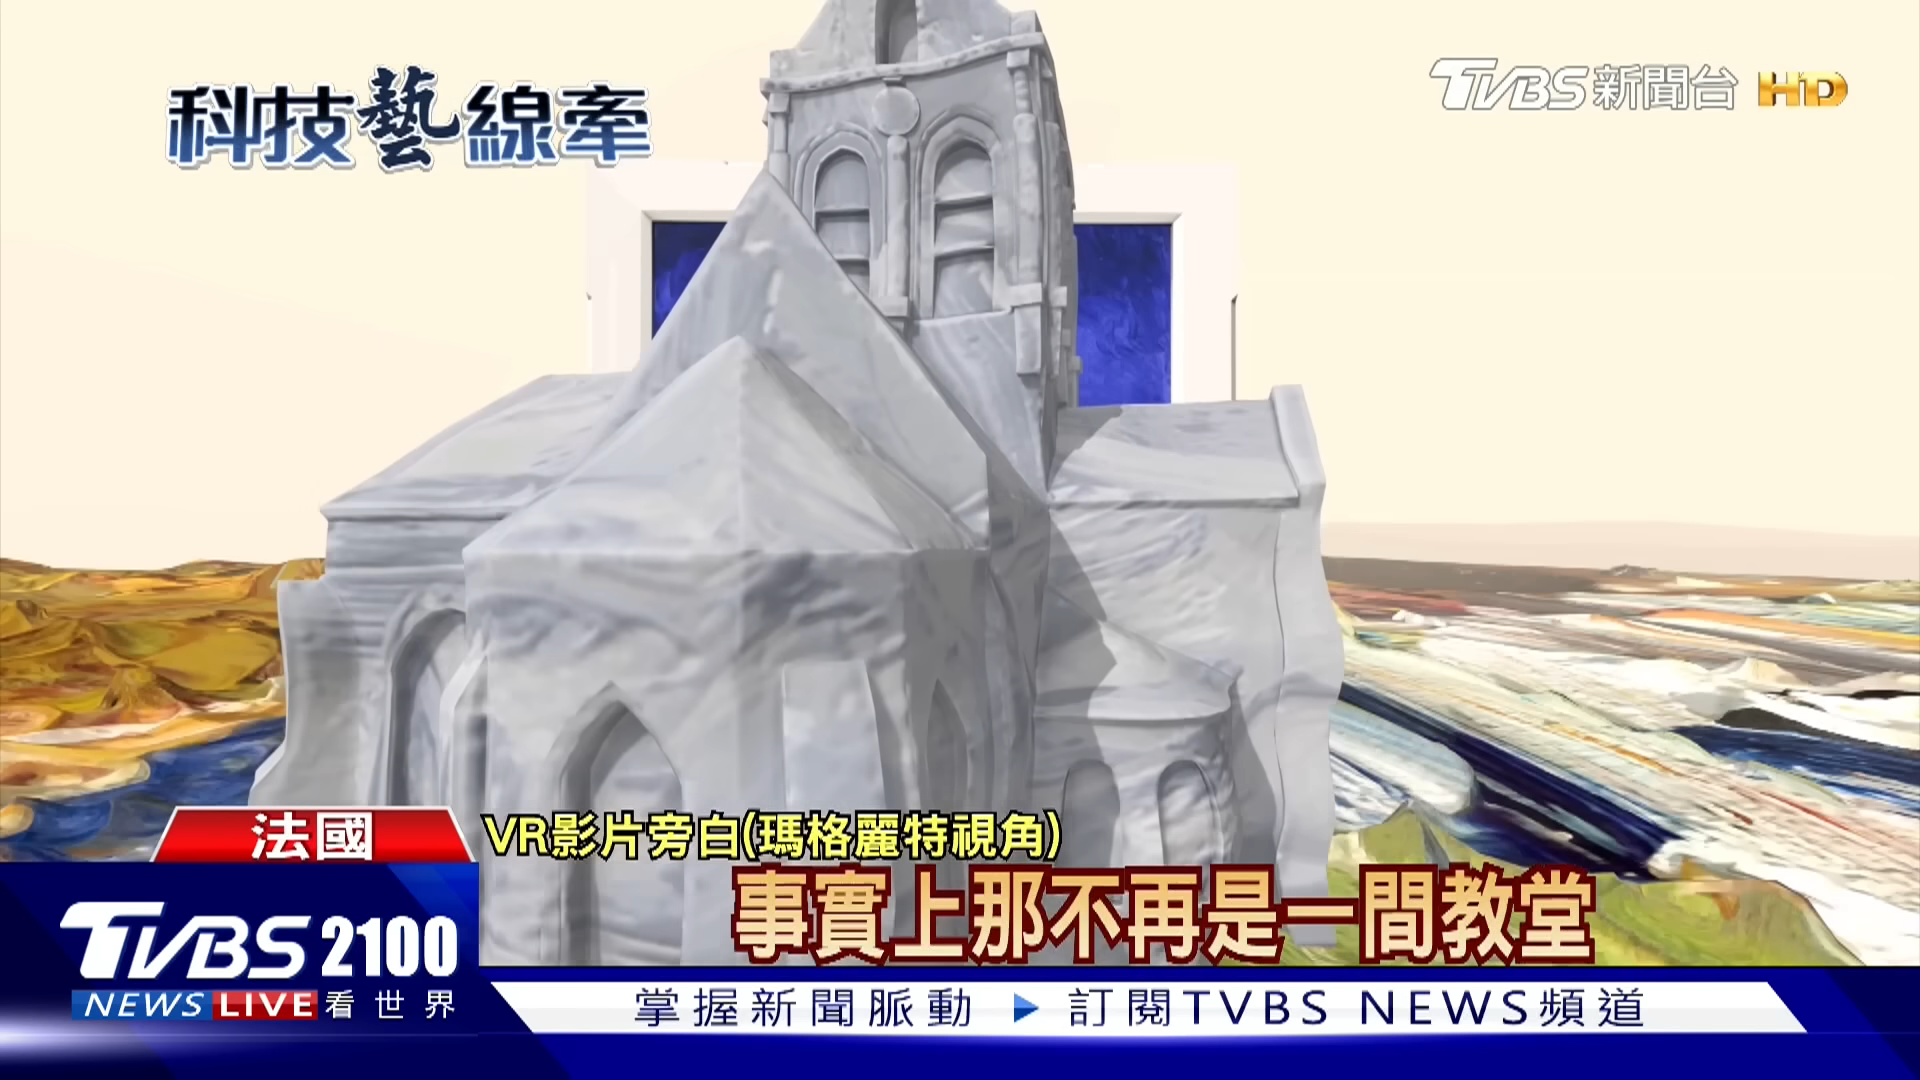 科技藝線牽
TVBS新聞台 HD
法國
VR影片旁白(瑪格麗特視角)
事實上那不再是一間教堂
TVBS 2100
NEWS LIVE 看世界
掌握新聞脈動 ▶ 訂閱TVBS NEWS頻道